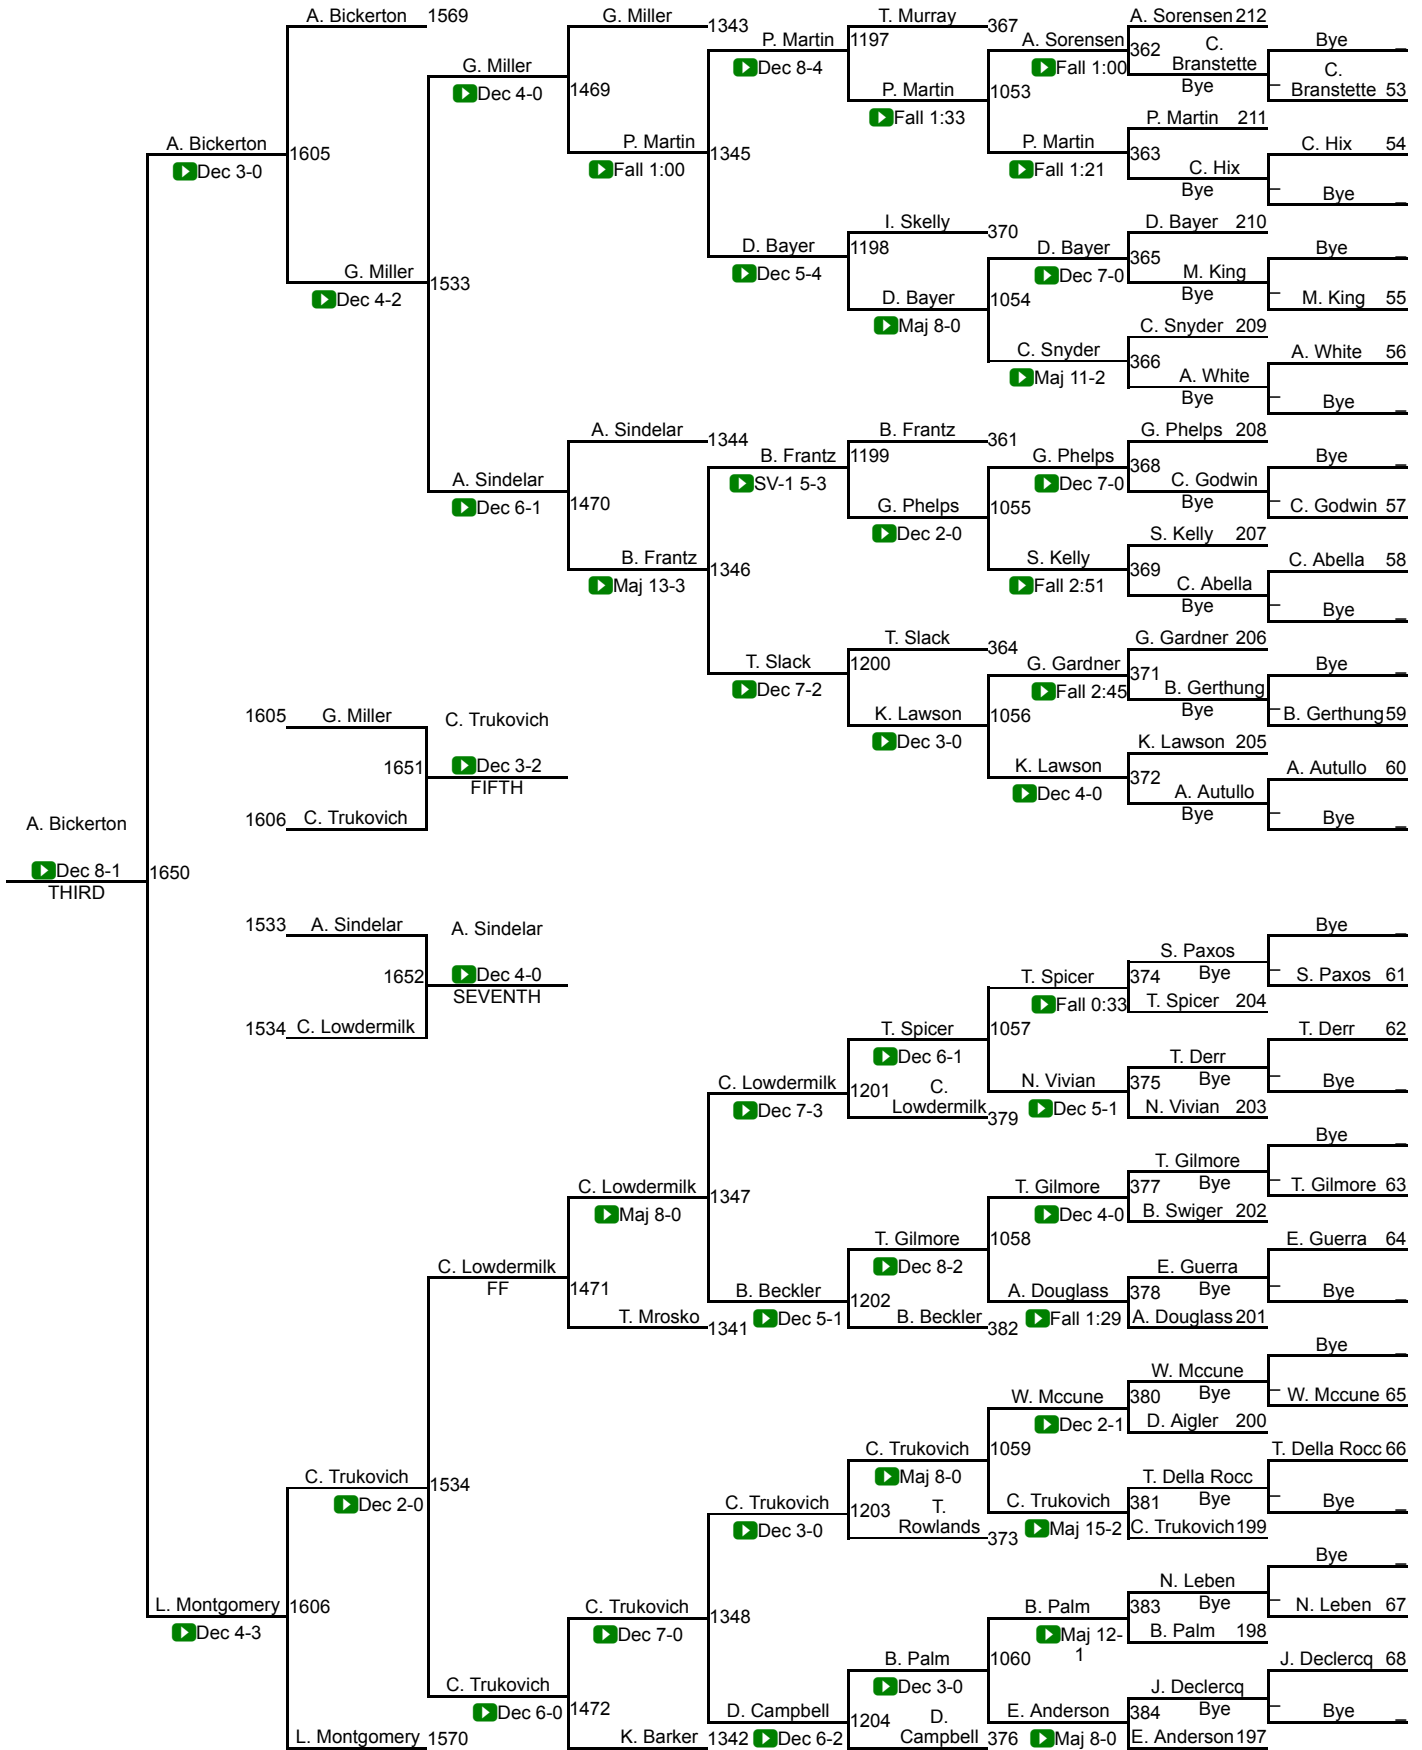 A. Bickerton 1569
G. Miller 1343
T. Murray 367
A. Sorensen 212
P. Martin 1197
Dec 8-4
A. Sorensen 362
Fall 1:00
C.
Branstette
Bye
Bye _
_ C.
Branstette 53
G. Miller
Dec 4-0
1469
P. Martin 1053
Fall 1:33
P. Martin 211
P. Martin 363
Fall 1:21
C. Hix
Bye
C. Hix 54
_ Bye _
A. Bickerton 1605
Dec 3-0
P. Martin 1345
Fall 1:00
I. Skelly 370
D. Bayer 210
D. Bayer 1198
Dec 5-4
D. Bayer 365
Dec 7-0
M. King
Bye
Bye _
_ M. King 55
G. Miller 1533
Dec 4-2
D. Bayer 1054
Maj 8-0
C. Snyder 209
C. Snyder 366
Maj 11-2
A. White
Bye
A. White 56
_ Bye _
A. Sindelar 1344
B. Frantz 361
G. Phelps 208
B. Frantz 1199
SV-1 5-3
G. Phelps 368
Dec 7-0
C. Godwin
Bye
Bye _
_ C. Godwin 57
A. Sindelar 1470
Dec 6-1
G. Phelps 1055
Dec 2-0
S. Kelly 207
B. Frantz 1346
Maj 13-3
S. Kelly 369
Fall 2:51
C. Abella
Bye
C. Abella 58
_ Bye _
T. Slack 364
G. Gardner 206
T. Slack 1200
Dec 7-2
G. Gardner 371
Fall 2:45
B. Gerthung
Bye
Bye _
_ B. Gerthung 59
1605 G. Miller
C. Trukovich
K. Lawson 1056
Dec 3-0
K. Lawson 205
1651 Dec 3-2
FIFTH
K. Lawson 372
Dec 4-0
A. Autullo
Bye
A. Autullo 60
_ Bye _
1606 C. Trukovich
A. Bickerton
Dec 8-1 1650
THIRD
1533 A. Sindelar
A. Sindelar
1652 Dec 4-0
SEVENTH
1534 C. Lowdermilk
Bye _
S. Paxos
Bye
_ S. Paxos 61
T. Spicer 374
Fall 0:33
T. Spicer 204
T. Spicer 1057
Dec 6-1
T. Derr 62
T. Derr
Bye
_ Bye _
C. Lowdermilk 1201
Dec 7-3
C.
Lowdermilk 379
N. Vivian 375
Dec 5-1
N. Vivian 203
Bye _
T. Gilmore
Bye
_ T. Gilmore 63
C. Lowdermilk 1347
Maj 8-0
T. Gilmore 377
Dec 4-0
B. Swiger 202
T. Gilmore 1058
Dec 8-2
E. Guerra 64
E. Guerra
Bye
_ Bye _
C. Lowdermilk 1471
FF
B. Beckler 1202
Dec 5-1
A. Douglass 378
Fall 1:29
A. Douglass 201
T. Mrosko 1341
B. Beckler 382
Bye _
W. Mccune
Bye
_ W. Mccune 65
W. Mccune 380
Dec 2-1
D. Aigler 200
C. Trukovich 1059
Maj 8-0
T. Della Rocc 66
T. Della Rocc
Bye
_ Bye _
C. Trukovich 1534
Dec 2-0
C. Trukovich 1203
Dec 3-0
T.
Rowlands 373
C. Trukovich 381
Maj 15-2
C. Trukovich 199
Bye _
N. Leben
Bye
_ N. Leben 67
L. Montgomery 1606
Dec 4-3
C. Trukovich 1348
Dec 7-0
B. Palm 383
Maj 12-
1
B. Palm 198
B. Palm 1060
Dec 3-0
J. Declercq 68
J. Declercq
Bye
_ Bye _
C. Trukovich 1472
Dec 6-0
D. Campbell 1204
Dec 6-2
D.
Campbell 376
E. Anderson 384
Maj 8-0
E. Anderson 197
L. Montgomery 1570
K. Barker 1342